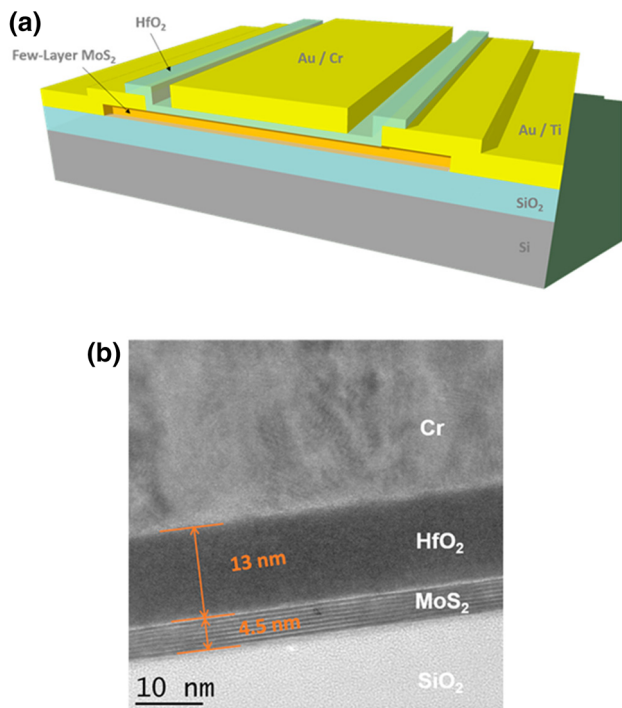 (a)
HfO₂
Few-Layer MoS₂
Au / Cr
Au / Ti
SiO₂
Si
(b)
Cr
HfO₂
13 nm
MoS₂
4.5 nm
SiO₂
10 nm